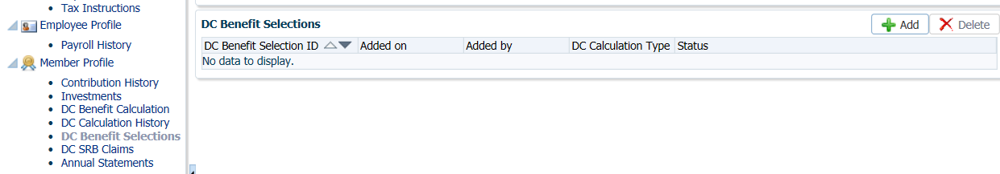 Tax Instructions
Employee Profile
Payroll History
Member Profile
Contribution History
Investments
DC Benefit Calculation
DC Calculation History
DC Benefit Selections
DC SRB Claims
Annual Statements
DC Benefit Selections
Add Delete
DC Benefit Selection ID Added on Added by DC Calculation Type Status
No data to display.